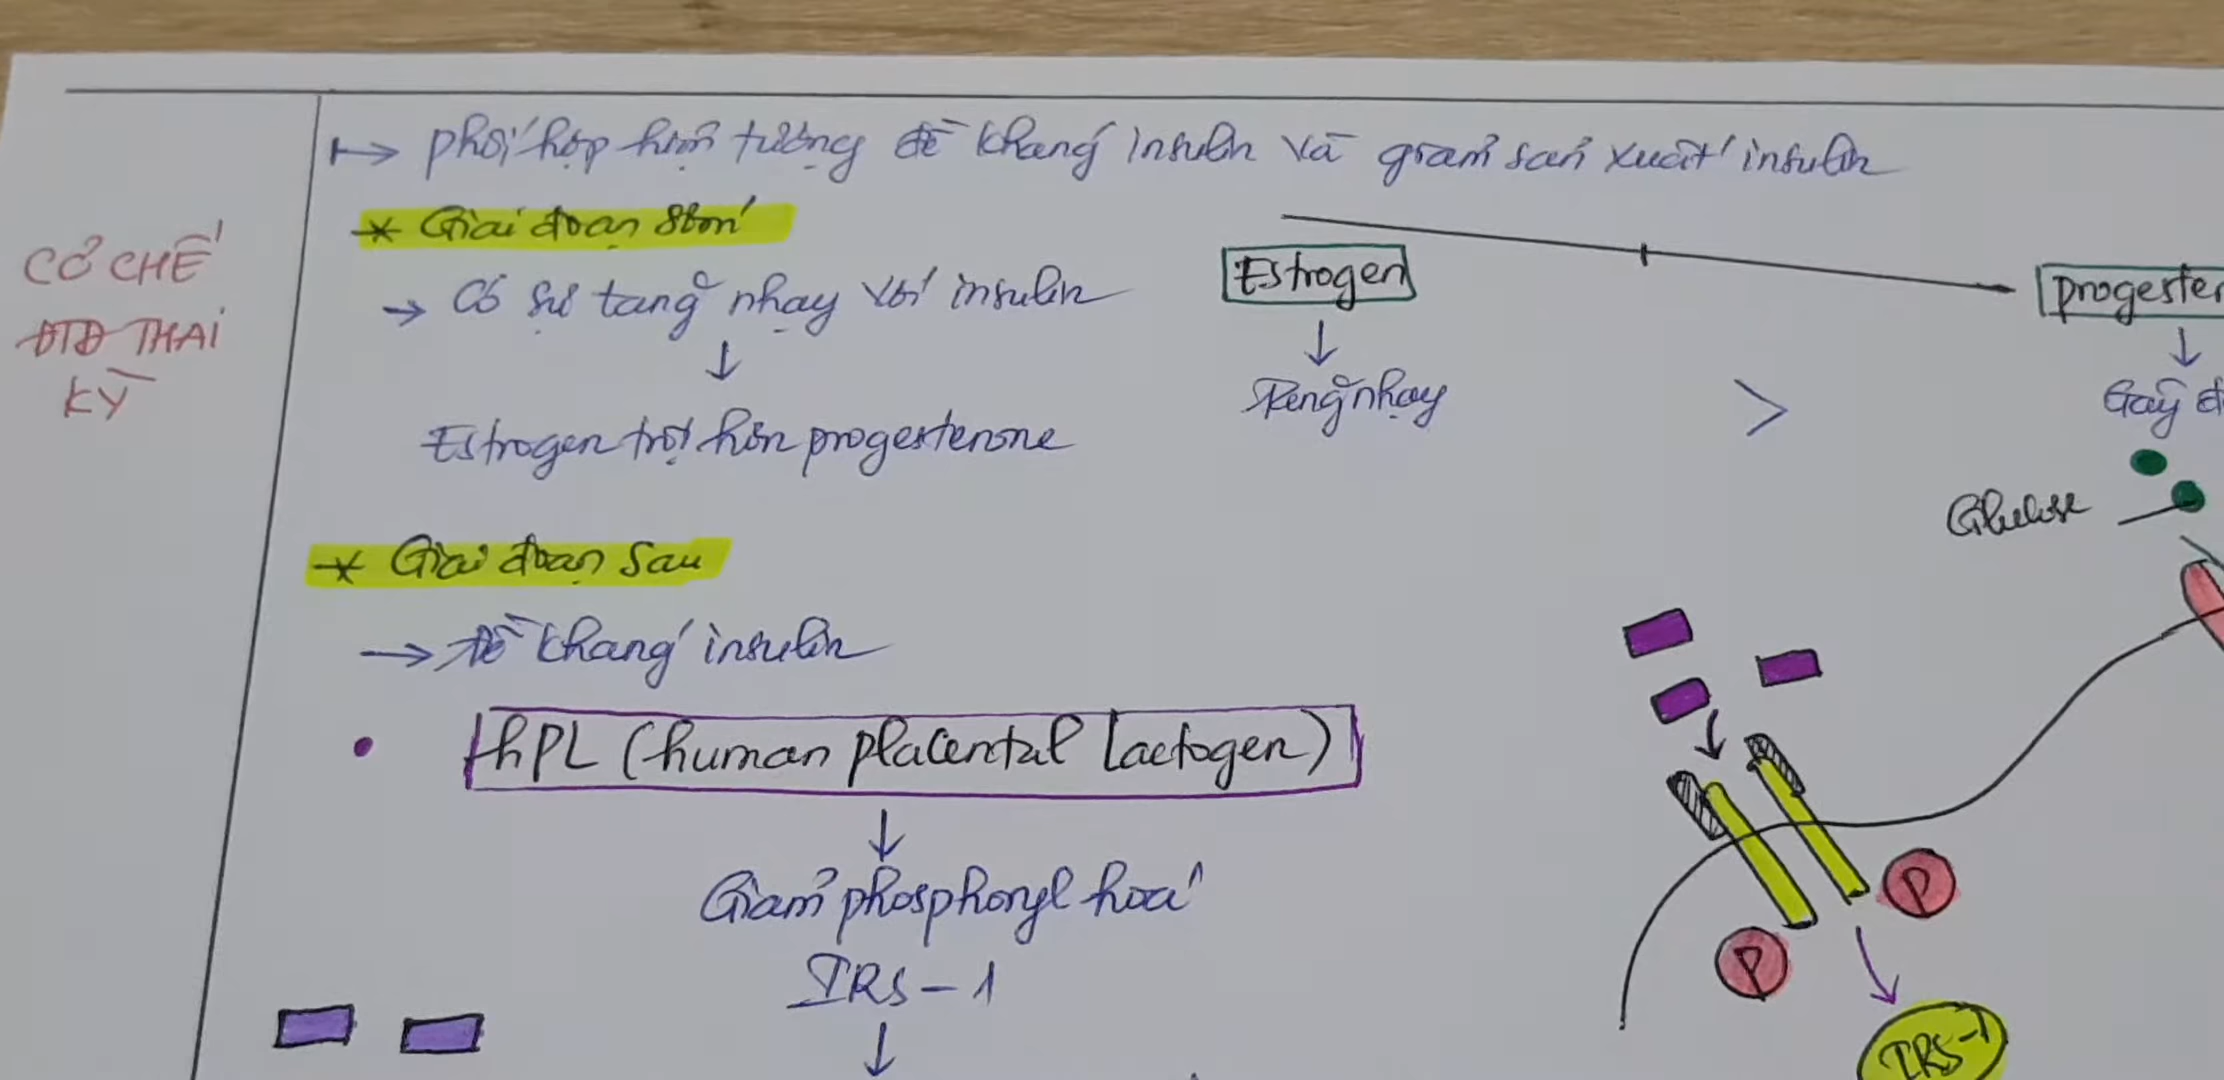 ↦ phối hợp hiện tượng đề kháng insulin và giảm sản xuất insulin
CƠ CHẾ
ĐTĐ THAI
KỲ
* Giai đoạn sớm
→ Có sự tăng nhạy với insulin
↓
Estrogen trội hơn progesterone
Estrogen
↓
Tăng nhạy
>
progester
↓
Gây đ
Glucose
* Giai đoạn sau
→ Đề kháng insulin
• hPL (human placental lactogen)
↓
Giảm phosphoryl hoá
IRS-1
↓
P
P
IRS-1